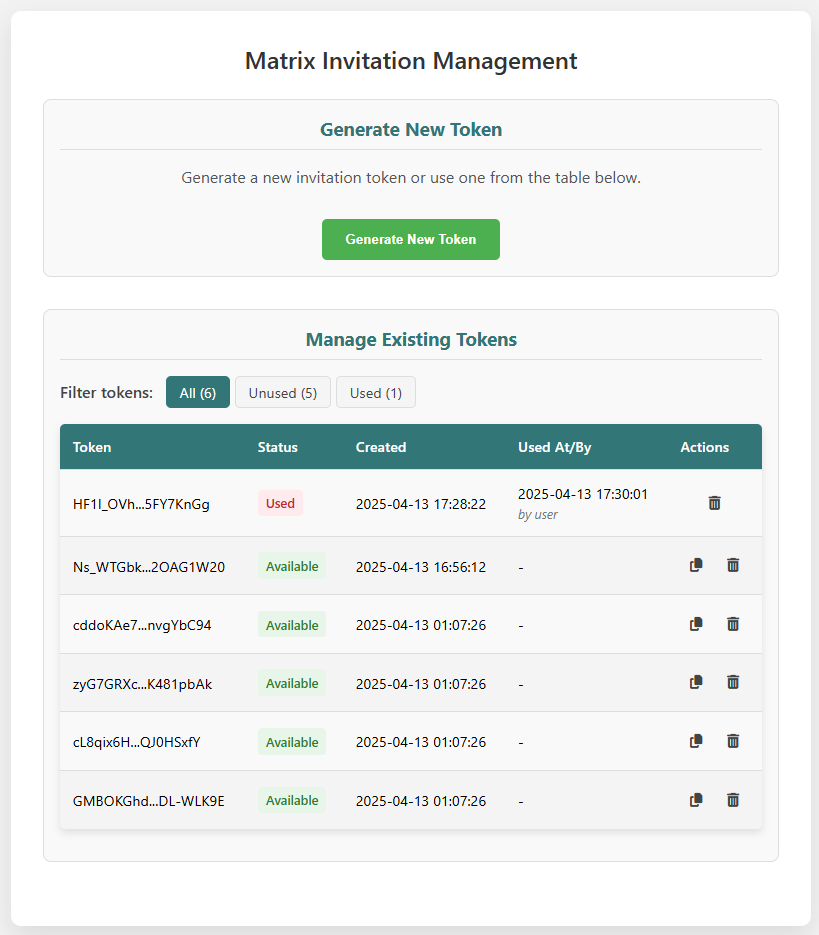 Matrix Invitation Management
Generate New Token
Generate a new invitation token or use one from the table below.
Generate New Token
Manage Existing Tokens
Filter tokens: All (6) Unused (5) Used (1)
Token Status Created Used At/By Actions
HF1I_OVh...5FY7KnGg Used 2025-04-13 17:28:22 2025-04-13 17:30:01
by user
Ns_WTGbk...2OAG1W20 Available 2025-04-13 16:56:12 -
cddoKAe7...nvgYbC94 Available 2025-04-13 01:07:26 -
zyG7GRXc...K481pbAk Available 2025-04-13 01:07:26 -
cL8qix6H...QJ0HSxfY Available 2025-04-13 01:07:26 -
GMBOKGhd...DL-WLK9E Available 2025-04-13 01:07:26 -